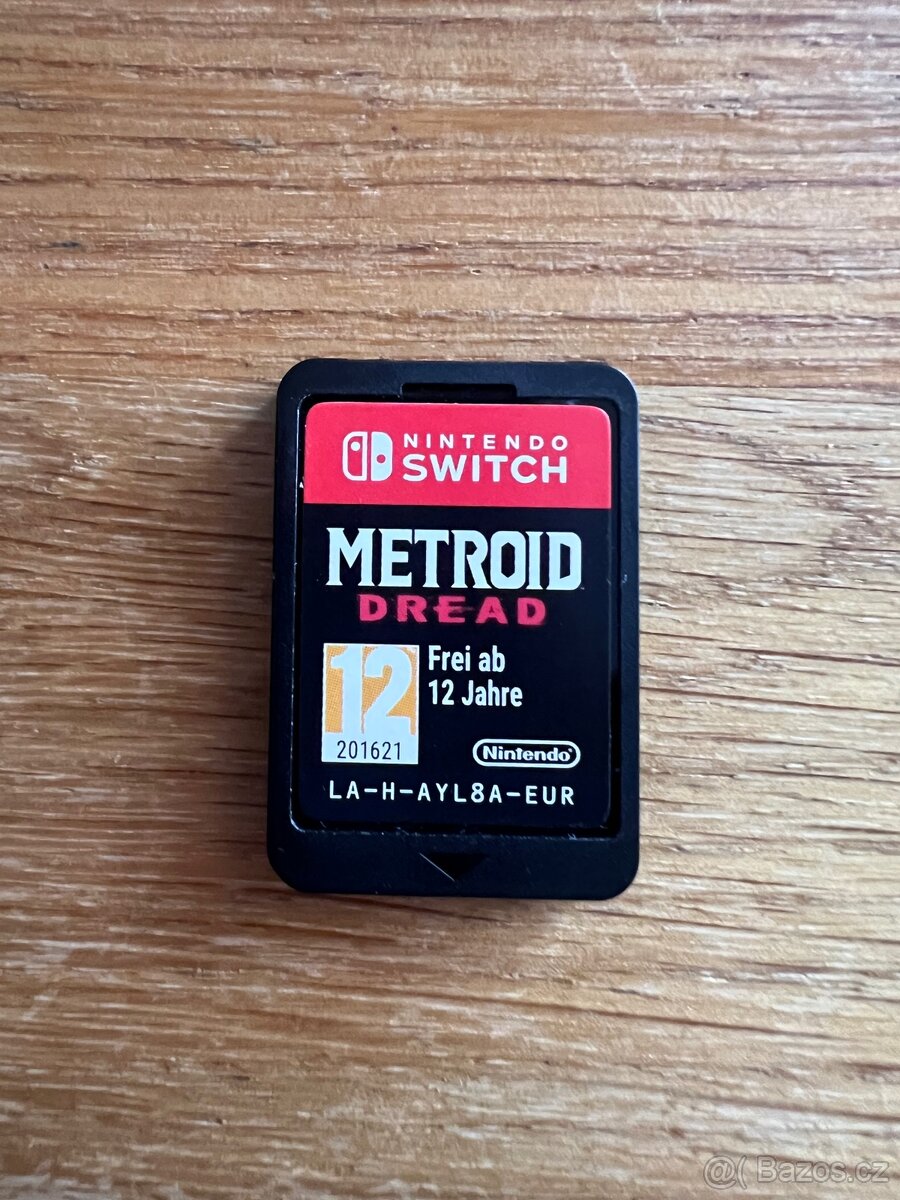 NINTENDO
SWITCH
METROID
DREAD
12
201621
Frei ab
12 Jahre
Nintendo
LA-H-AYL8A-EUR
@( Bazos.cz